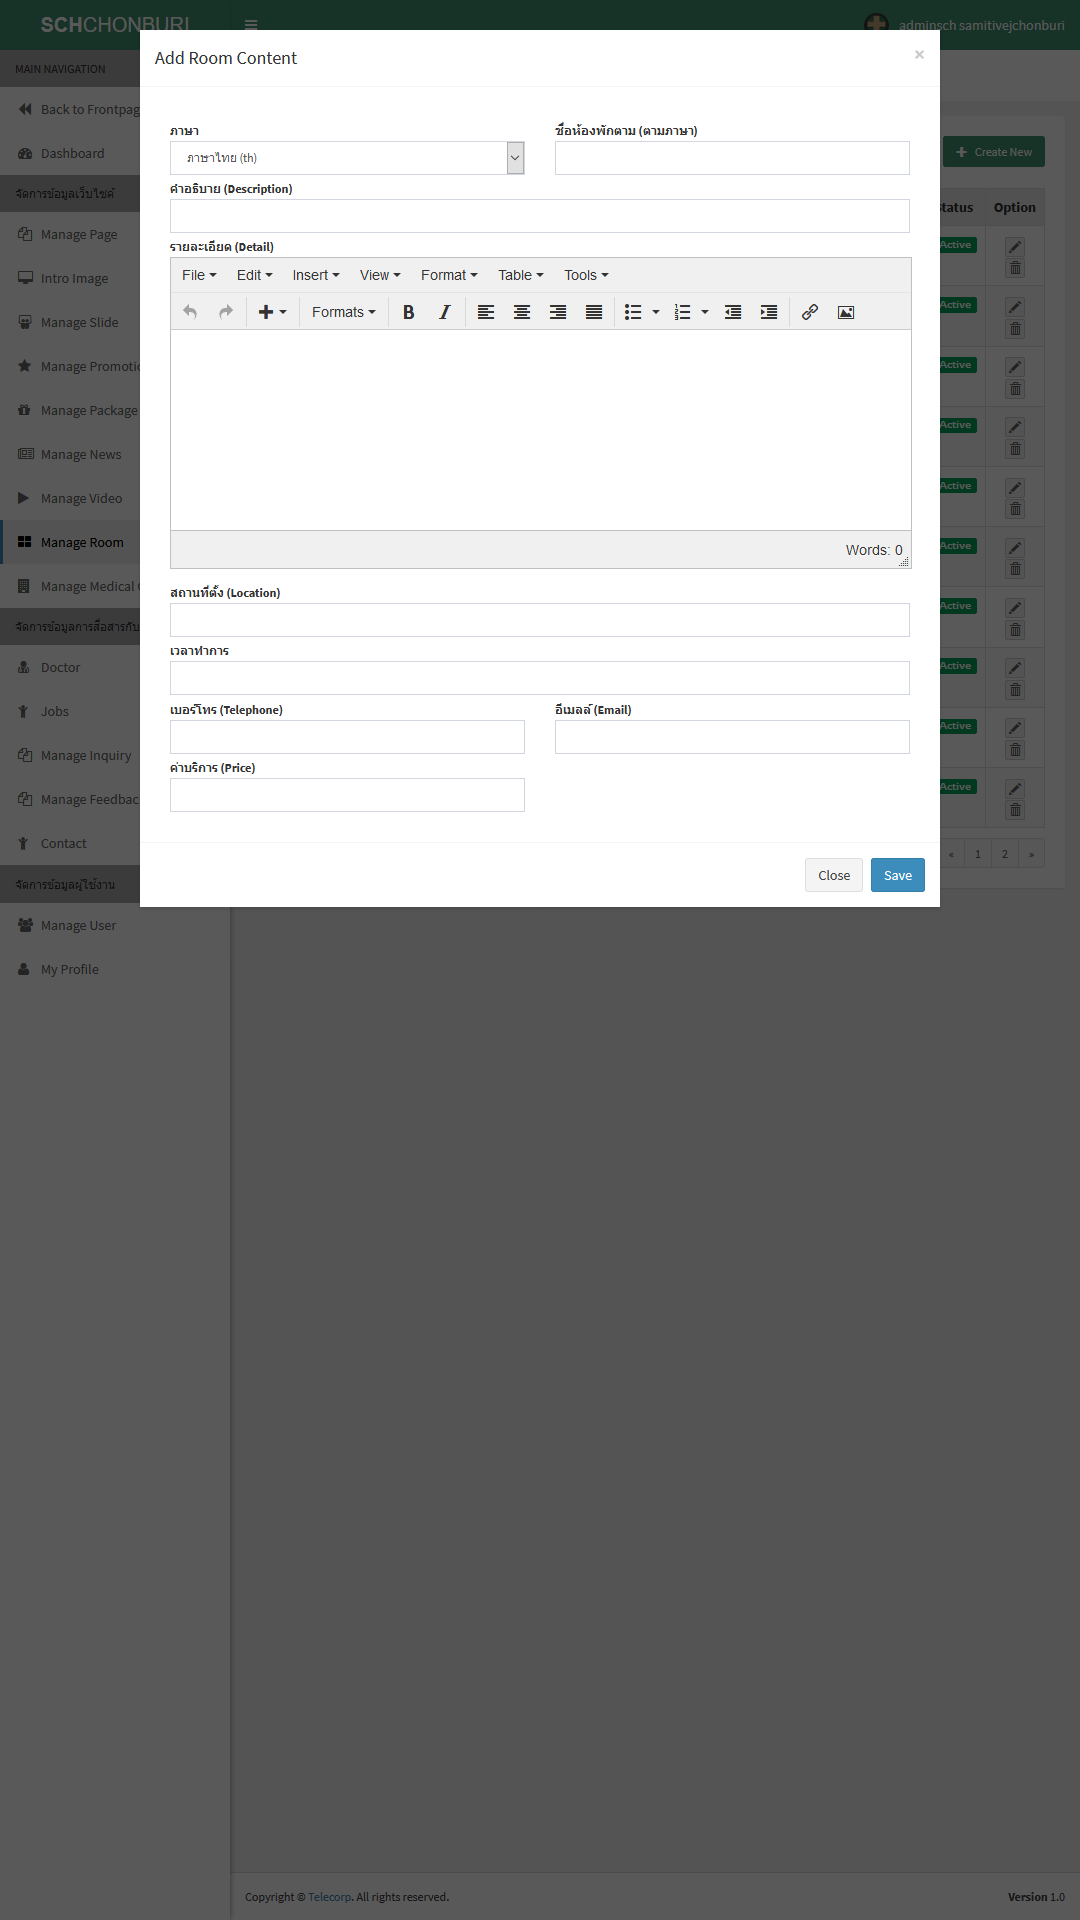 SCHCHONBURI
adminsch samitivejchonburi
MAIN NAVIGATION
Back to Frontpag
Dashboard
จัดการข้อมูลเว็บไซต์
Manage Page
Intro Image
Manage Slide
Manage Promotio
Manage Package
Manage News
Manage Video
Manage Room
Manage Medical
จัดการข้อมูลการสื่อสารกับ
Doctor
Jobs
Manage Inquiry
Manage Feedbac
Contact
จัดการข้อมูลผู้ใช้งาน
Manage User
My Profile
Add Room Content
×
ภาษา
ชื่อห้องพักตาม (ตามภาษา)
ภาษาไทย (th)
คำอธิบาย (Description)
รายละเอียด (Detail)
File Edit Insert View Format Table Tools
Formats B I
Words: 0
สถานที่ตั้ง (Location)
เวลาทำการ
เบอร์โทร (Telephone)
อีเมลล์ (Email)
ค่าบริการ (Price)
Close Save
Create New
tatus Option
Active
Active
Active
Active
Active
Active
Active
Active
Active
Active
« 1 2 »
Copyright © Telecorp. All rights reserved.
Version 1.0